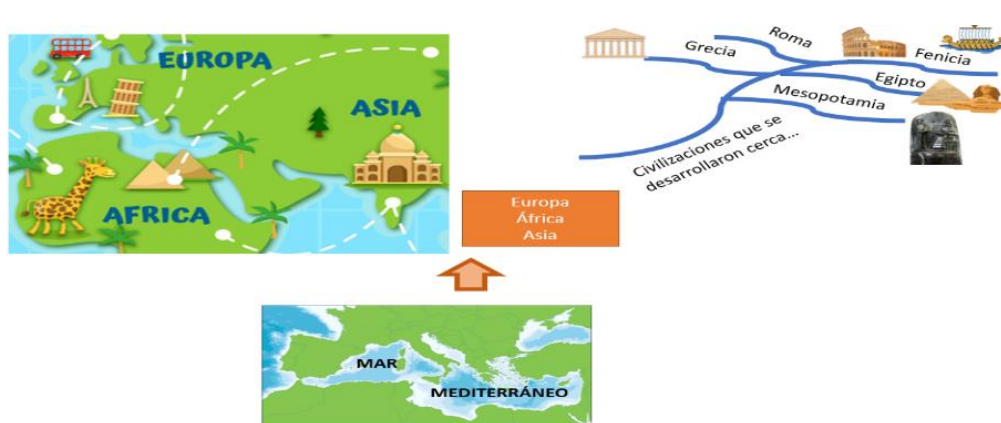 EUROPA
ASIA
AFRICA
Grecia
Roma
Fenicia
Egipto
Mesopotamia
Civilizaciones que se
desarrollaron cerca...
Europa
África
Asia
MAR
MEDITERRÁNEO